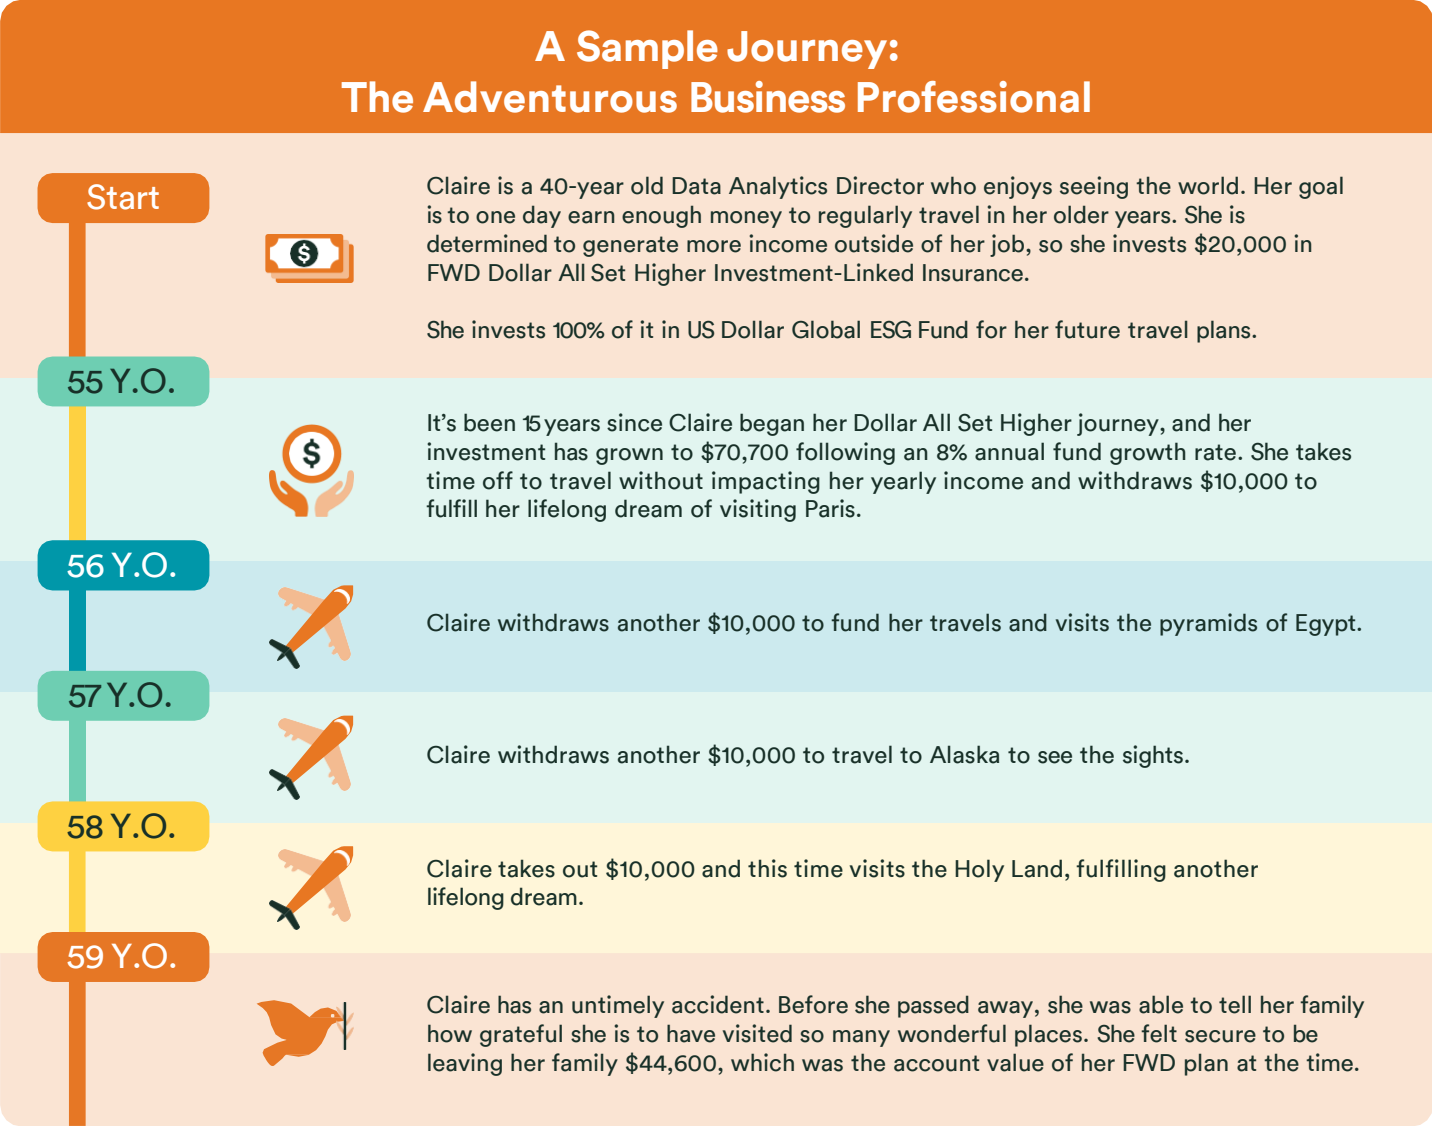 A Sample Journey:
The Adventurous Business Professional
Start
Claire is a 40-year old Data Analytics Director who enjoys seeing the world. Her goal
is to one day earn enough money to regularly travel in her older years. She is
determined to generate more income outside of her job, so she invests $20,000 in
FWD Dollar All Set Higher Investment-Linked Insurance.
She invests 100% of it in US Dollar Global ESG Fund for her future travel plans.
55 Y.O.
It's been 15 years since Claire began her Dollar All Set Higher journey, and her
investment has grown to $70,700 following an 8% annual fund growth rate. She takes
time off to travel without impacting her yearly income and withdraws $10,000 to
fulfill her lifelong dream of visiting Paris.
56 Y.O.
Claire withdraws another $10,000 to fund her travels and visits the pyramids of Egypt.
57 Y.O.
Claire withdraws another $10,000 to travel to Alaska to see the sights.
58 Y.O.
Claire takes out $10,000 and this time visits the Holy Land, fulfilling another
lifelong dream.
59 Y.O.
Claire has an untimely accident. Before she passed away, she was able to tell her family
how grateful she is to have visited so many wonderful places. She felt secure to be
leaving her family $44,600, which was the account value of her FWD plan at the time.